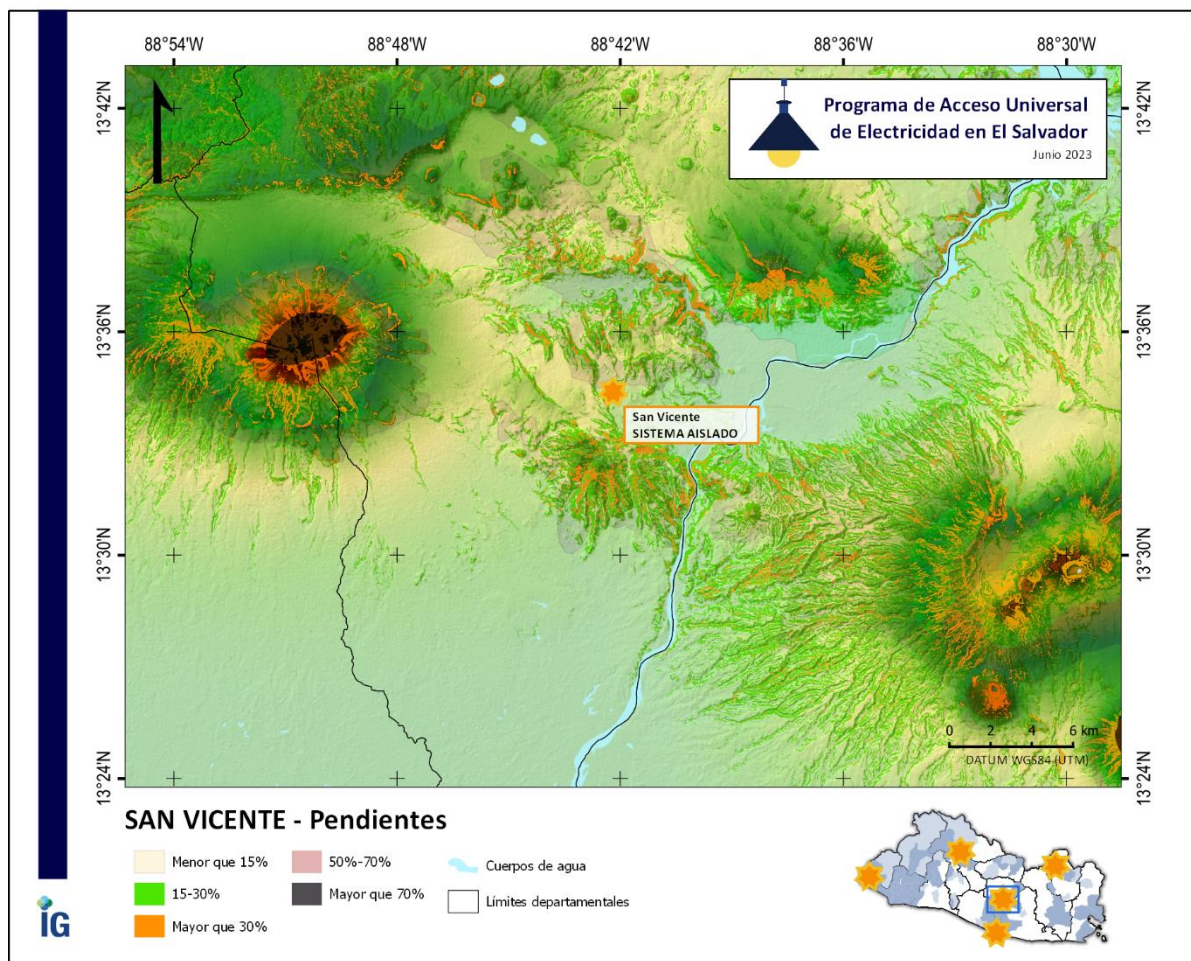 88°54'W 88°48'W 88°42'W 88°36'W 88°30'W
Programa de Acceso Universal
de Electricidad en El Salvador
Junio 2023
13°42'N 13°42'N
13°36'N 13°36'N
San Vicente
SISTEMA AISLADO
13°30'N 13°30'N
0 2 4 6 km
DATUM WGS84 (UTM)
13°24'N 13°24'N
SAN VICENTE - Pendientes
Menor que 15% 50%-70% Cuerpos de agua
15-30% Mayor que 70% Límites departamentales
Mayor que 30%
IG